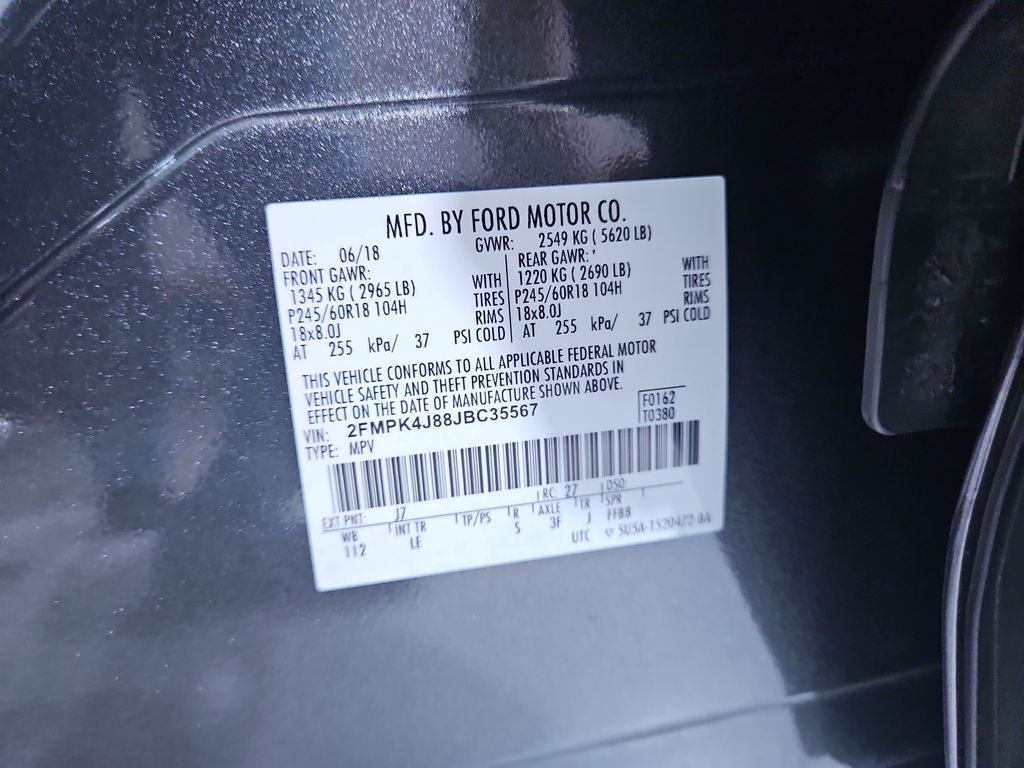 MFD. BY FORD MOTOR CO.
DATE: 06/18 GVWR: 2549 KG ( 5620 LB)
FRONT GAWR: REAR GAWR:
1345 KG ( 2965 LB) WITH 1220 KG ( 2690 LB) WITH
P245/60R18 104H TIRES P245/60R18 104H TIRES
18x8.0J RIMS 18x8.0J RIMS
AT 255 kPa/ 37 PSI COLD AT 255 kPa/ 37 PSI COLD
THIS VEHICLE CONFORMS TO ALL APPLICABLE FEDERAL MOTOR
VEHICLE SAFETY AND THEFT PREVENTION STANDARDS IN
EFFECT ON THE DATE OF MANUFACTURE SHOWN ABOVE.
VIN: 2FMPK4J88JBC35567 F0162
TYPE: MPV T0380
EXT PNT: J7 RC: 27 DSO:
WB INT TR TP/PS R AXLE TR SPR
112 LE S 3F J FF88
UTC ▽ SU5A-1520472-8A